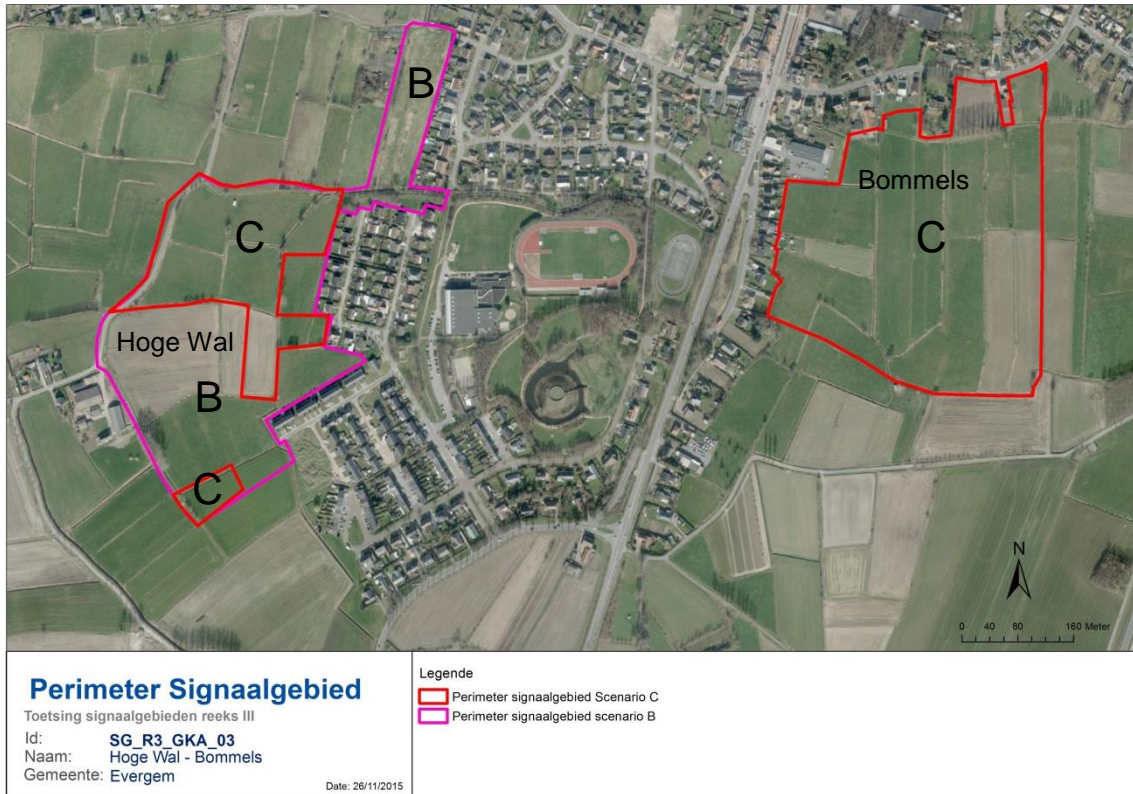 B
C
Bommels
C
Hoge Wal
B
C
N
0 40 80 160 Meter
Perimeter Signaalgebied
Toetsing signaalgebieden reeks III
Id: SG_R3_GKA_03
Naam: Hoge Wal - Bommels
Gemeente: Evergem
Date: 26/11/2015
Legende
Perimeter signaalgebied Scenario C
Perimeter signaalgebied scenario B